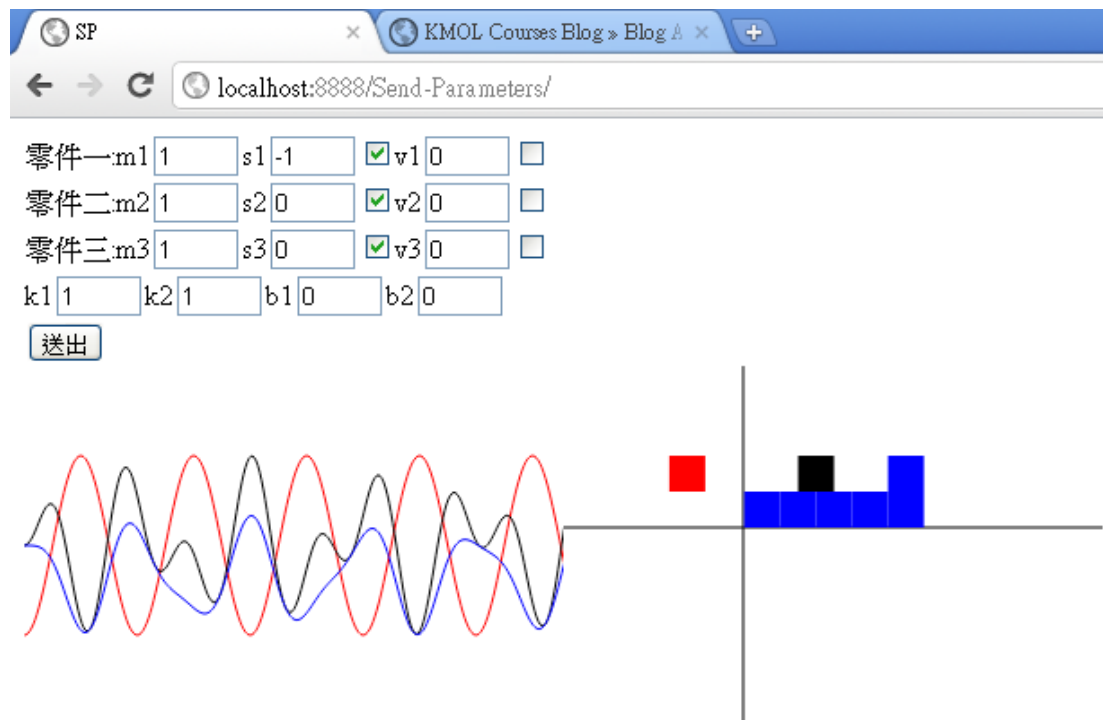 SP × KMOL Courses Blog » Blog A ×
localhost:8888/Send-Parameters/
零件一:m1 1 s1 -1 v1 0
零件二:m2 1 s2 0 v2 0
零件三:m3 1 s3 0 v3 0
k1 1 k2 1 b1 0 b2 0
送出